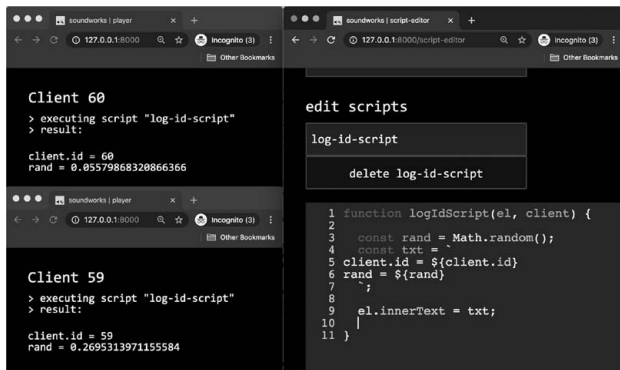 soundworks | player
127.0.0.1:8000
Incognito (3)
Other Bookmarks
Client 60
> executing script "log-id-script"
> result:
client.id = 60
rand = 0.05579868320866366
soundworks | player
127.0.0.1:8000
Incognito (3)
Other Bookmarks
Client 59
> executing script "log-id-script"
> result:
client.id = 59
rand = 0.2695313971155584
soundworks | script-editor
127.0.0.1:8000/script-editor
Incognito (3)
Other Bookmarks
edit scripts
log-id-script
delete log-id-script
1 function logIdScript(el, client) {
2
3 const rand = Math.random();
4 const txt = `
5 client.id = ${client.id}
6 rand = ${rand}
7 `;
8
9 el.innerText = txt;
10
11 }